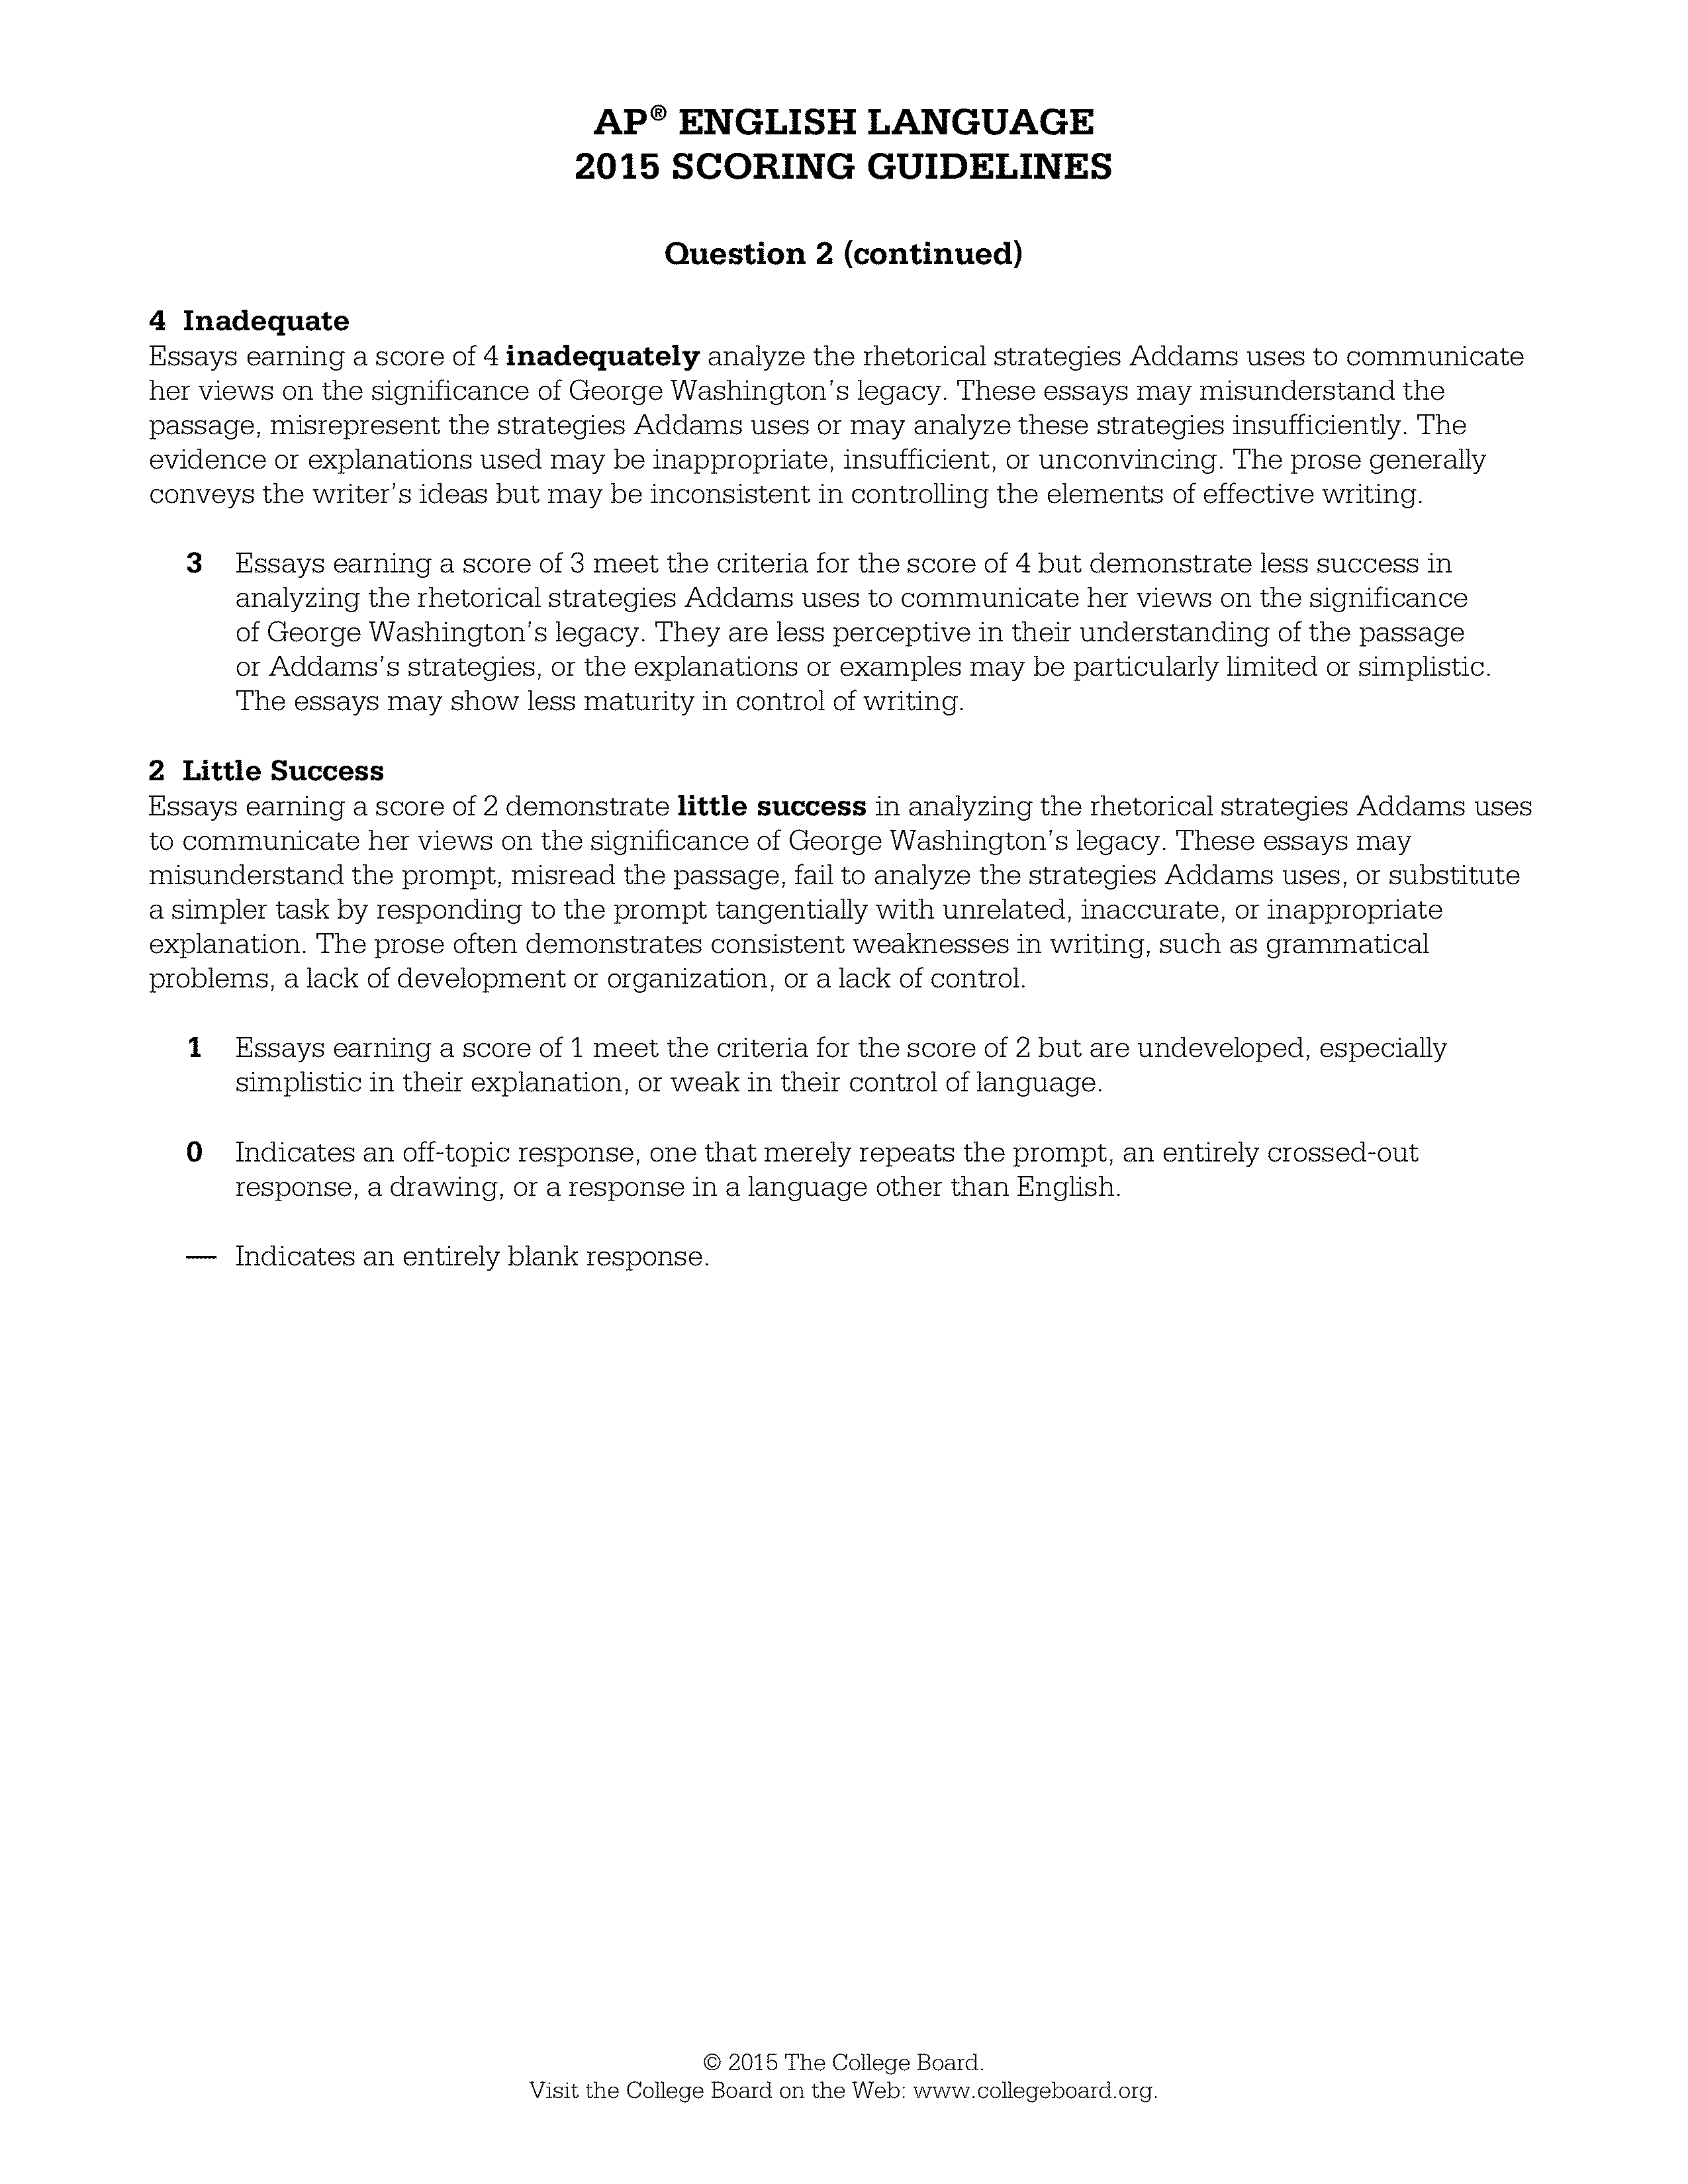 AP® ENGLISH LANGUAGE
2015 SCORING GUIDELINES
Question 2 (continued)
4 Inadequate
Essays earning a score of 4 inadequately analyze the rhetorical strategies Addams uses to communicate
her views on the significance of George Washington’s legacy. These essays may misunderstand the
passage, misrepresent the strategies Addams uses or may analyze these strategies insufficiently. The
evidence or explanations used may be inappropriate, insufficient, or unconvincing. The prose generally
conveys the writer’s ideas but may be inconsistent in controlling the elements of effective writing.
3 Essays earning a score of 3 meet the criteria for the score of 4 but demonstrate less success in
analyzing the rhetorical strategies Addams uses to communicate her views on the significance
of George Washington’s legacy. They are less perceptive in their understanding of the passage
or Addams’s strategies, or the explanations or examples may be particularly limited or simplistic.
The essays may show less maturity in control of writing.
2 Little Success
Essays earning a score of 2 demonstrate little success in analyzing the rhetorical strategies Addams uses
to communicate her views on the significance of George Washington’s legacy. These essays may
misunderstand the prompt, misread the passage, fail to analyze the strategies Addams uses, or substitute
a simpler task by responding to the prompt tangentially with unrelated, inaccurate, or inappropriate
explanation. The prose often demonstrates consistent weaknesses in writing, such as grammatical
problems, a lack of development or organization, or a lack of control.
1 Essays earning a score of 1 meet the criteria for the score of 2 but are undeveloped, especially
simplistic in their explanation, or weak in their control of language.
0 Indicates an off-topic response, one that merely repeats the prompt, an entirely crossed-out
response, a drawing, or a response in a language other than English.
— Indicates an entirely blank response.
© 2015 The College Board.
Visit the College Board on the Web: www.collegeboard.org.